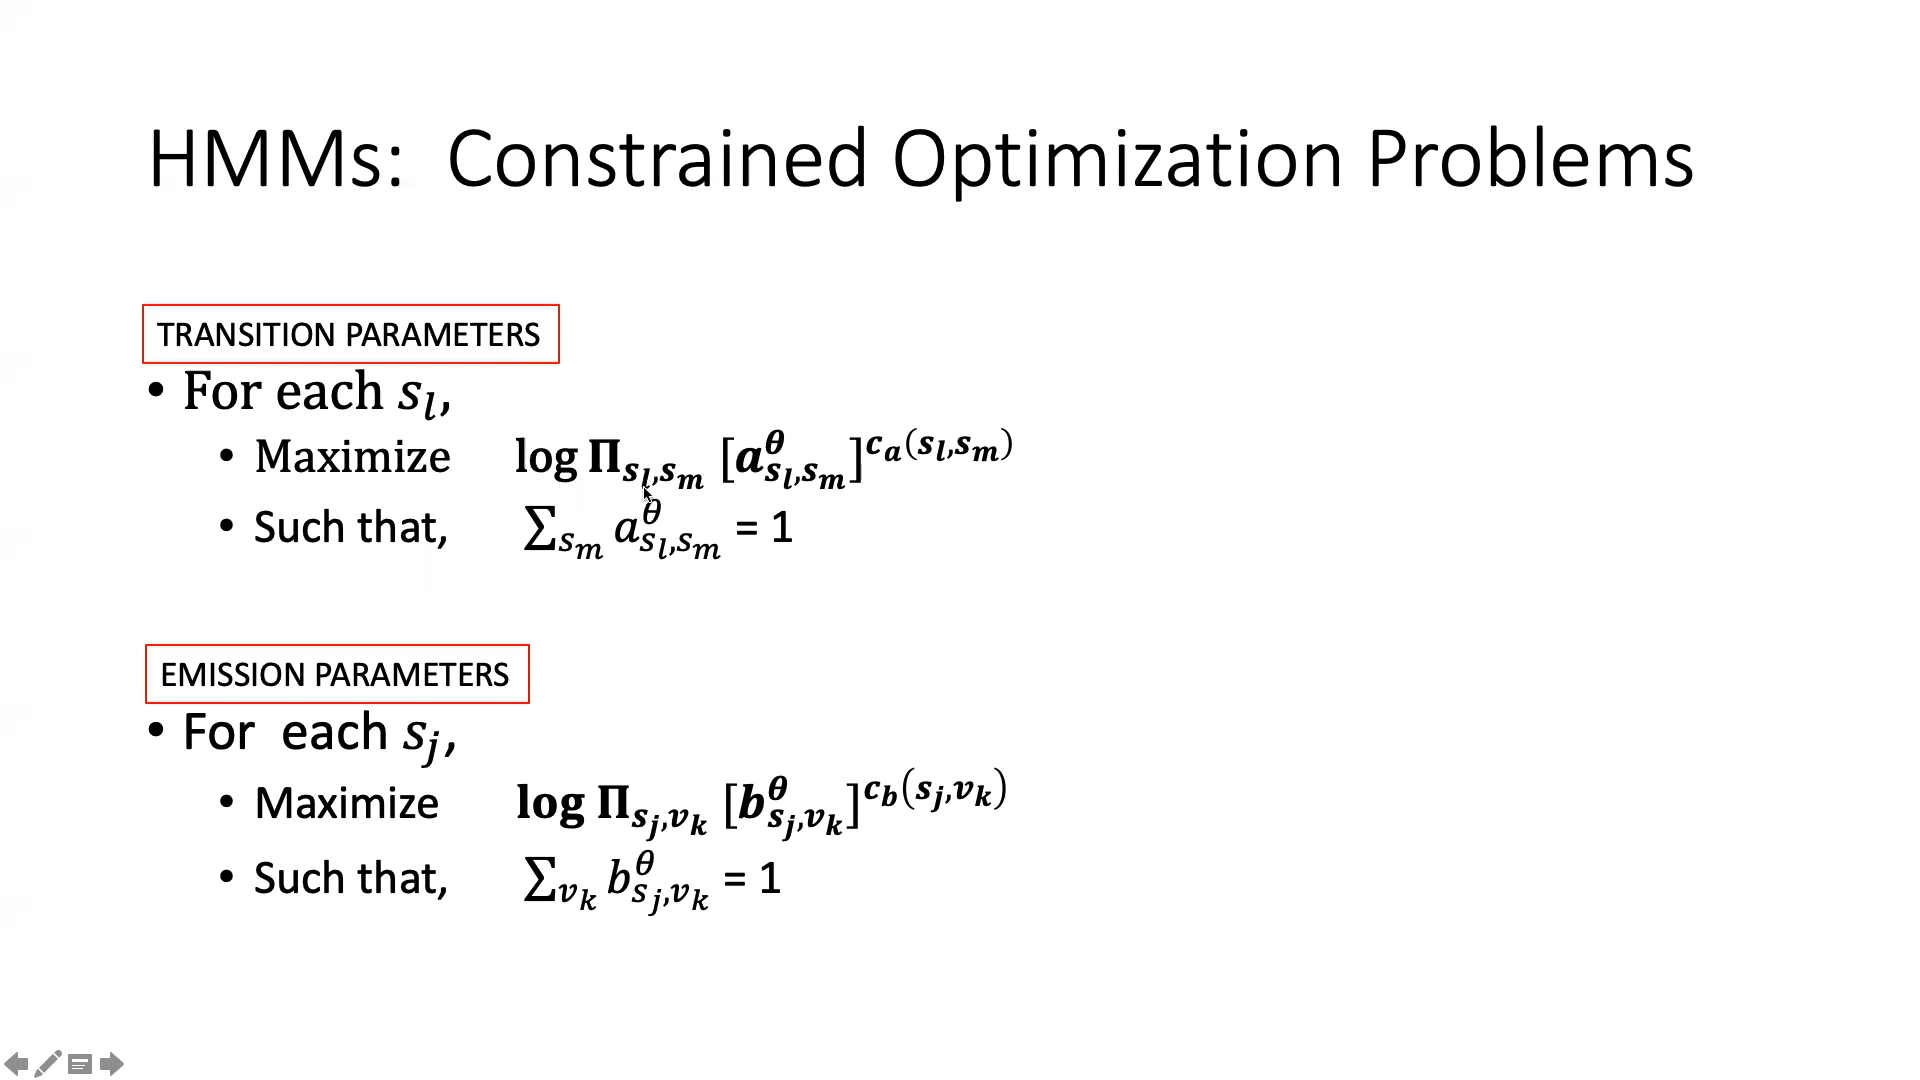 HMMs: Constrained Optimization Problems
TRANSITION PARAMETERS
• For each $s_l$,
• Maximize $\log \Pi_{s_l,s_m} [a^{\theta}_{s_l,s_m}]^{c_a(s_l,s_m)}$
• Such that, $\sum_{s_m} a^{\theta}_{s_l,s_m} = 1$
EMISSION PARAMETERS
• For each $s_j$,
• Maximize $\log \Pi_{s_j,v_k} [b^{\theta}_{s_j,v_k}]^{c_b(s_j,v_k)}$
• Such that, $\sum_{v_k} b^{\theta}_{s_j,v_k} = 1$